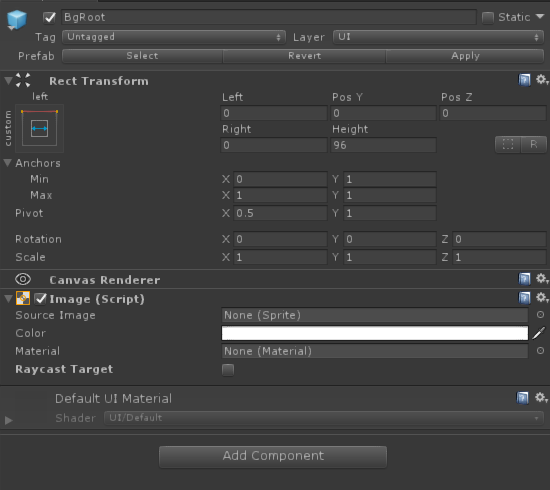 BgRoot Static
Tag Untagged Layer UI
Prefab Select Revert Apply
Rect Transform
left Left Pos Y Pos Z
custom 0 0 0
Right Height
0 96 R
Anchors
Min X 0 Y 1
Max X 1 Y 1
Pivot X 0.5 Y 1
Rotation X 0 Y 0 Z 0
Scale X 1 Y 1 Z 1
Canvas Renderer
Image (Script)
Source Image None (Sprite)
Color
Material None (Material)
Raycast Target
Default UI Material
Shader UI/Default
Add Component